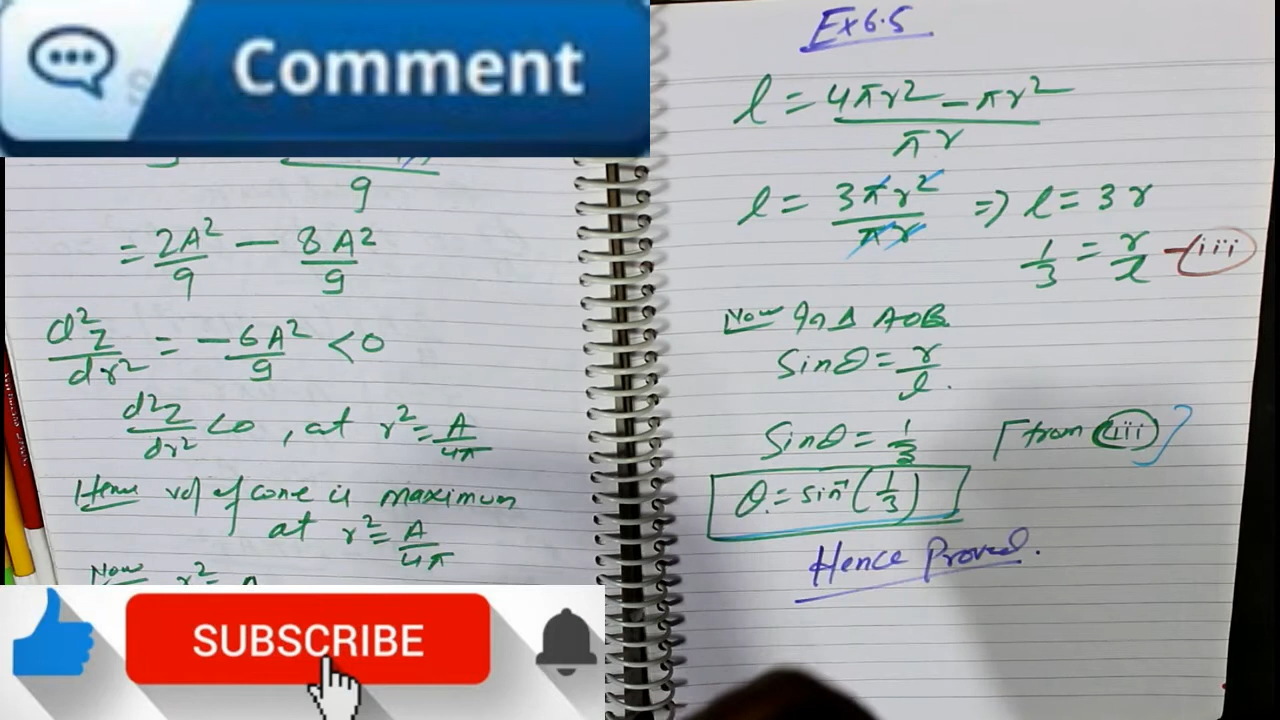 Comment
9
= 2A²/9 − 8A²/9
d²z/dr² = −6A²/9 < 0
d²z/dr² < 0 , at r² = A/4π
Hence vol of cone is maximum
at r² = A/4π
Now r² = A
SUBSCRIBE
Ex 6.5
l = 4πr² − πr² / πr
l = 3πr² / πr ⇒ l = 3r
1/3 = r/l — iii
Now In Δ AOB
Sinθ = r/l .
Sinθ = 1/3 [from iii]
θ = sin⁻¹(1/3)
Hence Proved.